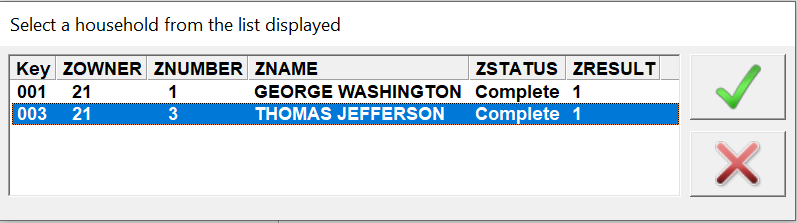 Select a household from the list displayed
Key ZOWNER ZNUMBER ZNAME ZSTATUS ZRESULT
001 21 1 GEORGE WASHINGTON Complete 1
003 21 3 THOMAS JEFFERSON Complete 1